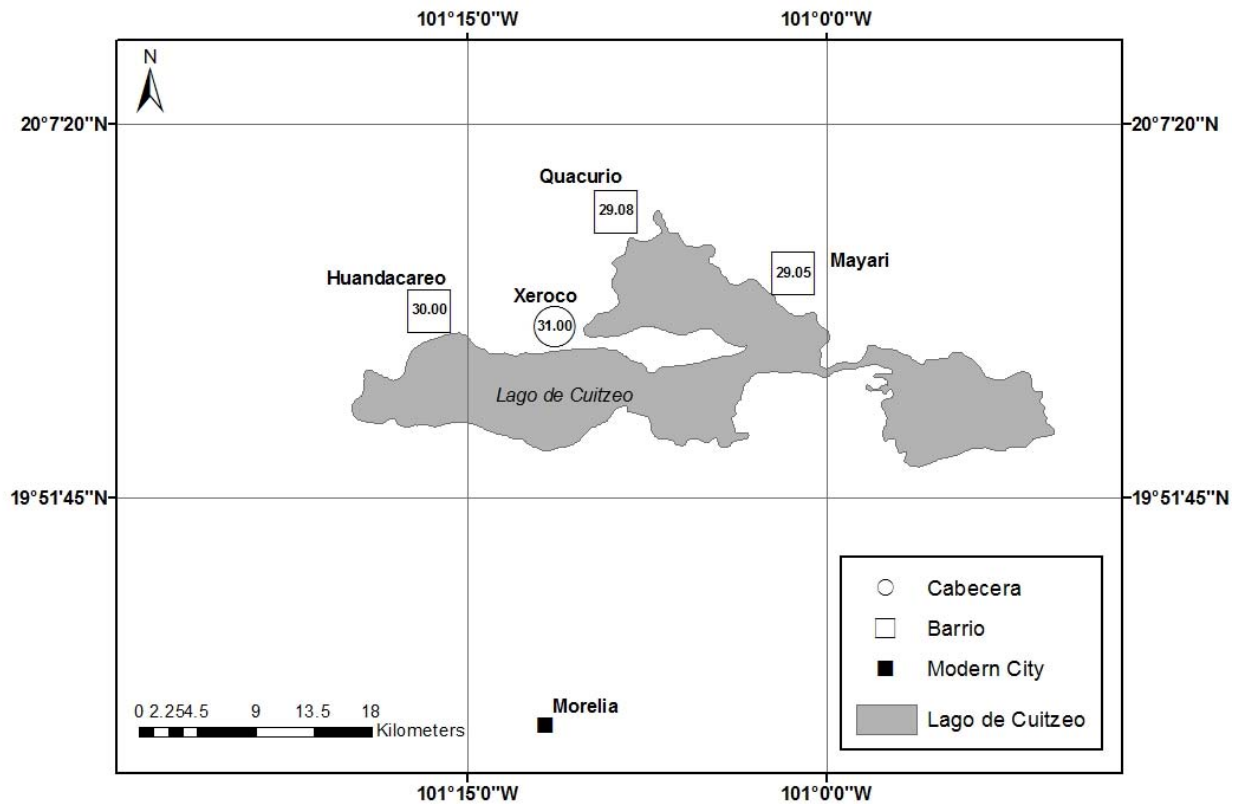 101°15'0"W 101°0'0"W
N
20°7'20"N 20°7'20"N
Quacurio
29.08
Mayari
29.05
Huandacareo
30.00
Xeroco
31.00
Lago de Cuitzeo
19°51'45"N 19°51'45"N
Cabecera
Barrio
Modern City
Lago de Cuitzeo
Morelia
0 2.25 4.5 9 13.5 18
Kilometers
101°15'0"W 101°0'0"W